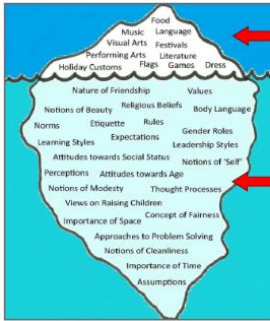 Food
Music Language
Visual Arts Festivals
Performing Arts Literature
Holiday Customs Flags Games Dress
Nature of Friendship Values
Notions of Beauty Religious Beliefs Body Language
Norms Etiquette Rules Gender Roles
Learning Styles Expectations Leadership Styles
Attitudes towards Social Status Notions of 'Self'
Perceptions Attitudes towards Age
Notions of Modesty Thought Processes
Views on Raising Children
Importance of Space Concept of Fairness
Approaches to Problem Solving
Notions of Cleanliness
Importance of Time
Assumptions